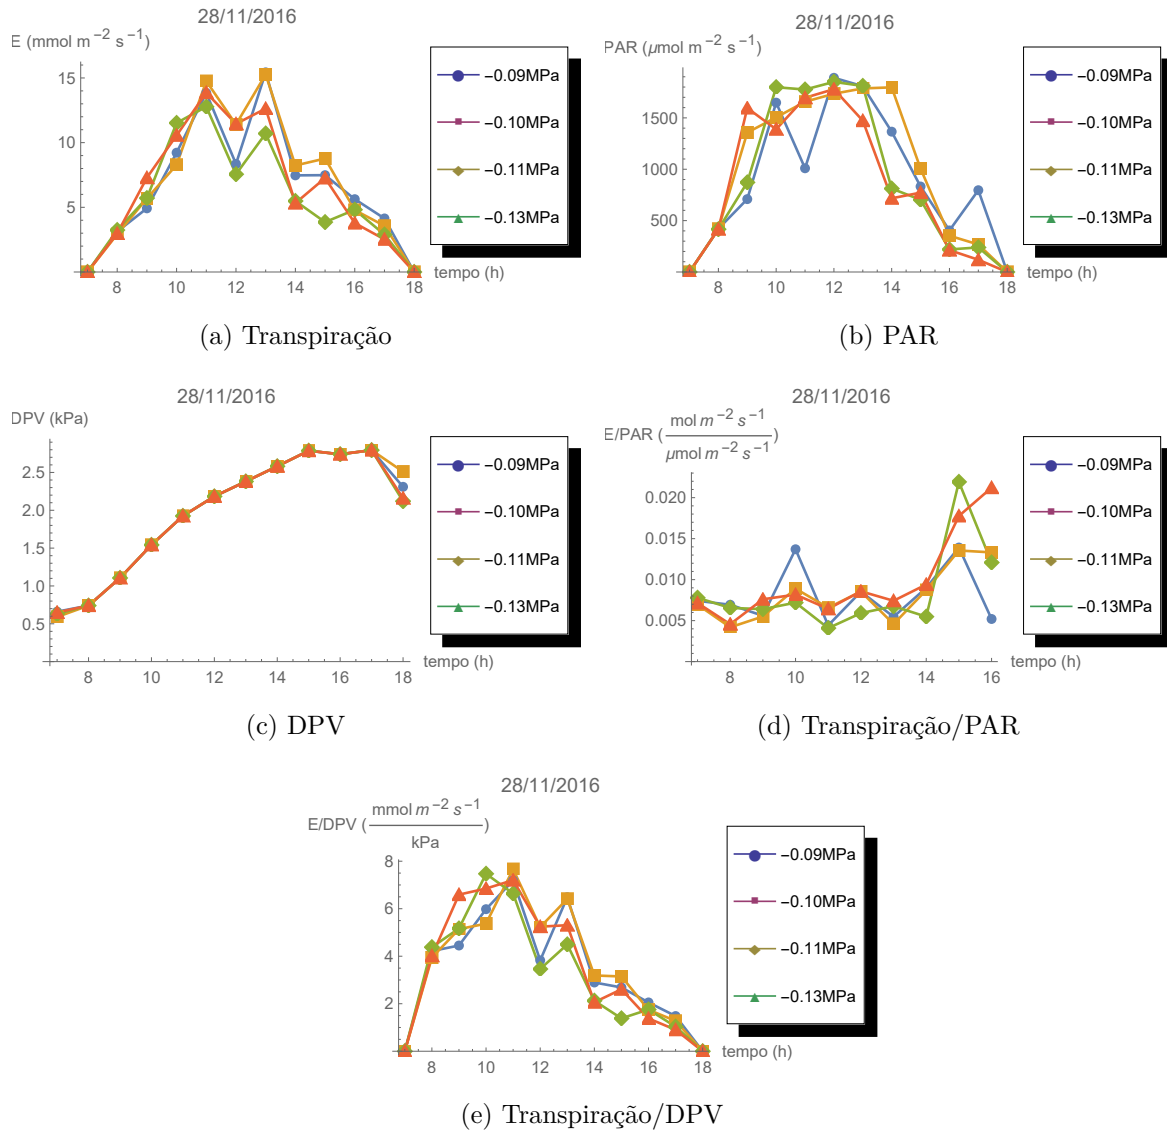 28/11/2016
E (mmol m⁻² s⁻¹)
15
10
5
8 10 12 14 16 18
tempo (h)
−0.09MPa
−0.10MPa
−0.11MPa
−0.13MPa
(a) Transpiração
28/11/2016
PAR (μmol m⁻² s⁻¹)
1500
1000
500
8 10 12 14 16 18
tempo (h)
−0.09MPa
−0.10MPa
−0.11MPa
−0.13MPa
(b) PAR
28/11/2016
DPV (kPa)
2.5
2.0
1.5
1.0
0.5
8 10 12 14 16 18
tempo (h)
−0.09MPa
−0.10MPa
−0.11MPa
−0.13MPa
(c) DPV
28/11/2016
E/PAR (mol m⁻² s⁻¹ / μmol m⁻² s⁻¹)
0.020
0.015
0.010
0.005
8 10 12 14 16
tempo (h)
−0.09MPa
−0.10MPa
−0.11MPa
−0.13MPa
(d) Transpiração/PAR
28/11/2016
E/DPV (mmol m⁻² s⁻¹ / kPa)
8
6
4
2
8 10 12 14 16 18
tempo (h)
−0.09MPa
−0.10MPa
−0.11MPa
−0.13MPa
(e) Transpiração/DPV